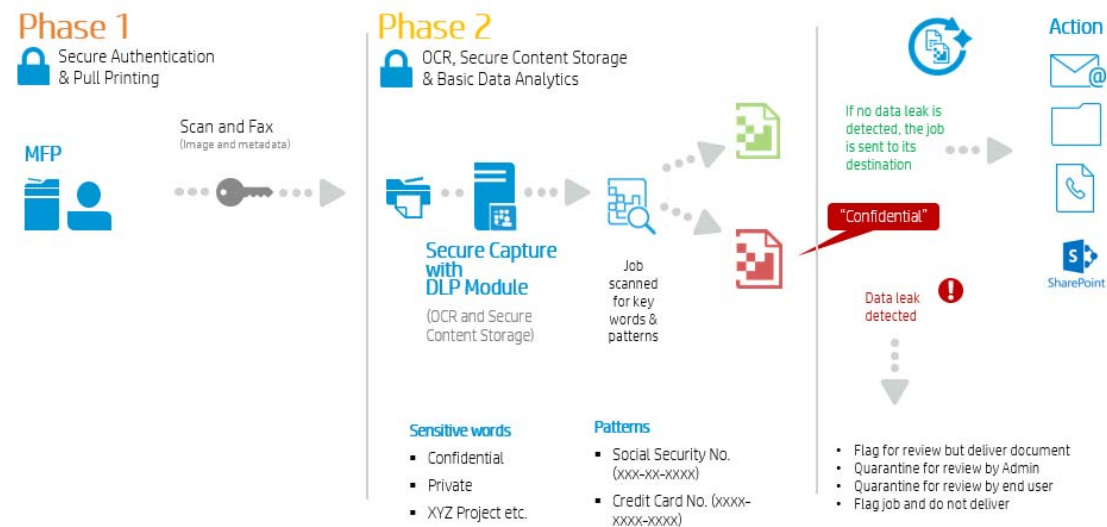 Phase 1
Secure Authentication
& Pull Printing
MFP
Scan and Fax
(Image and metadata)
Phase 2
OCR, Secure Content Storage
& Basic Data Analytics
Secure Capture
with
DLP Module
(OCR and Secure
Content Storage)
Job
scanned
for key
words &
patterns
Sensitive words
▪ Confidential
▪ Private
▪ XYZ Project etc.
Patterns
▪ Social Security No.
(xxx-xx-xxxx)
▪ Credit Card No. (xxxx-
xxxx-xxxx)
If no data leak is
detected, the job
is sent to its
destination
"Confidential"
Data leak
detected
!
• Flag for review but deliver document
• Quarantine for review by Admin
• Quarantine for review by end user
• Flag job and do not deliver
Action
@
S
SharePoint